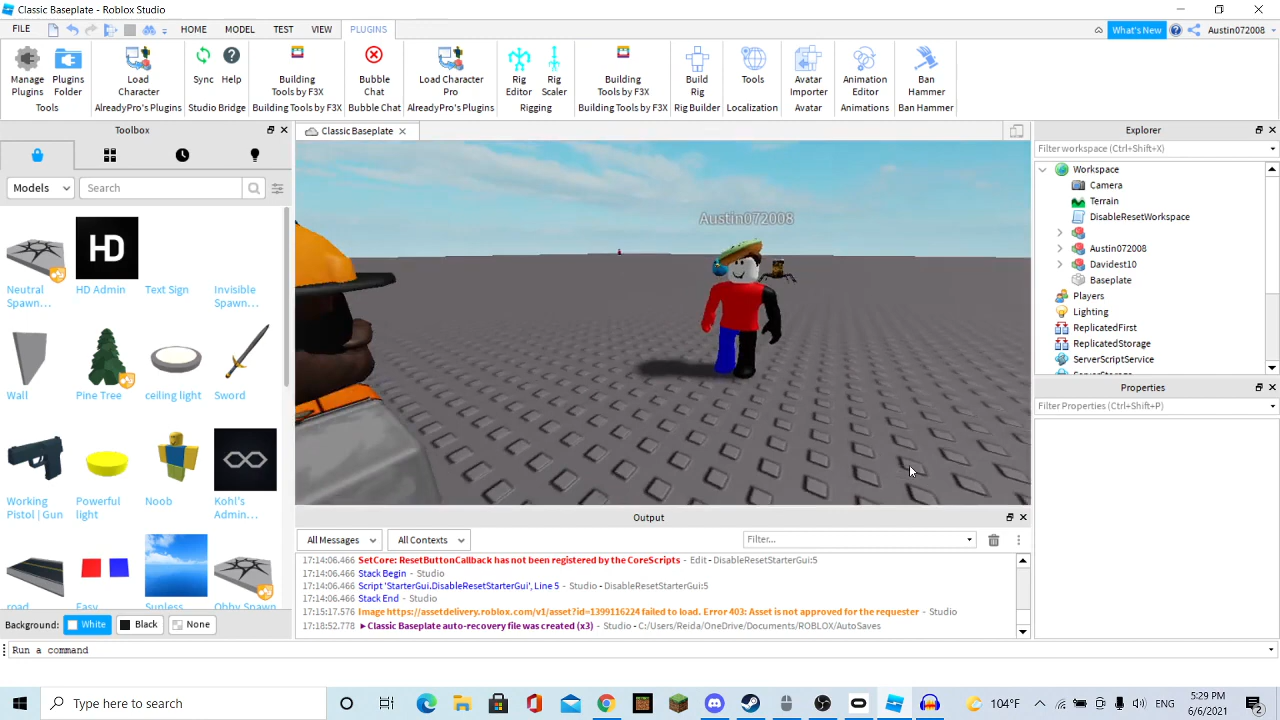 Classic Baseplate - Roblox Studio
FILE HOME MODEL TEST VIEW PLUGINS What's New Austin072008
Manage Plugins
Plugins Folder
Tools
Load Character
AlreadyPro's Plugins
Sync Help
Studio Bridge
Building Tools by F3X
Building Tools by F3X
Bubble Chat
Bubble Chat
Load Character Pro
AlreadyPro's Plugins
Rig Editor
Rig Scaler
Rigging
Building Tools by F3X
Building Tools by F3X
Build Rig
Rig Builder
Tools
Localization
Avatar Importer
Avatar
Animation Editor
Animations
Ban Hammer
Ban Hammer
Toolbox
Models Search
Neutral Spawn...
HD
HD Admin
Text Sign
Invisible Spawn...
Wall
Pine Tree
ceiling light
Sword
Working Pistol | Gun
Powerful light
Noob
Kohl's Admin...
road
Easy
Sunless
Obby Spawn
Background: White Black None
Classic Baseplate
Austin072008
Output
All Messages All Contexts Filter...
17:14:06.466 SetCore: ResetButtonCallback has not been registered by the CoreScripts - Edit - DisableResetStarterGui:5
17:14:06.466 Stack Begin - Studio
17:14:06.466 Script 'StarterGui.DisableResetStarterGui', Line 5 - Studio - DisableResetStarterGui:5
17:14:06.466 Stack End - Studio
17:15:17.576 Image https://assetdelivery.roblox.com/v1/asset?id=1399116224 failed to load. Error 403: Asset is not approved for the requester - Studio
17:18:52.778 ►Classic Baseplate auto-recovery file was created (x3) - Studio - C:/Users/Reida/OneDrive/Documents/ROBLOX/AutoSaves
Explorer
Filter workspace (Ctrl+Shift+X)
Workspace
Camera
Terrain
DisableResetWorkspace
Austin072008
Davidest10
Baseplate
Players
Lighting
ReplicatedFirst
ReplicatedStorage
ServerScriptService
ServerStorage
Properties
Filter Properties (Ctrl+Shift+P)
Run a command
Type here to search
104°F
5:29 PM
6/6/2021
2